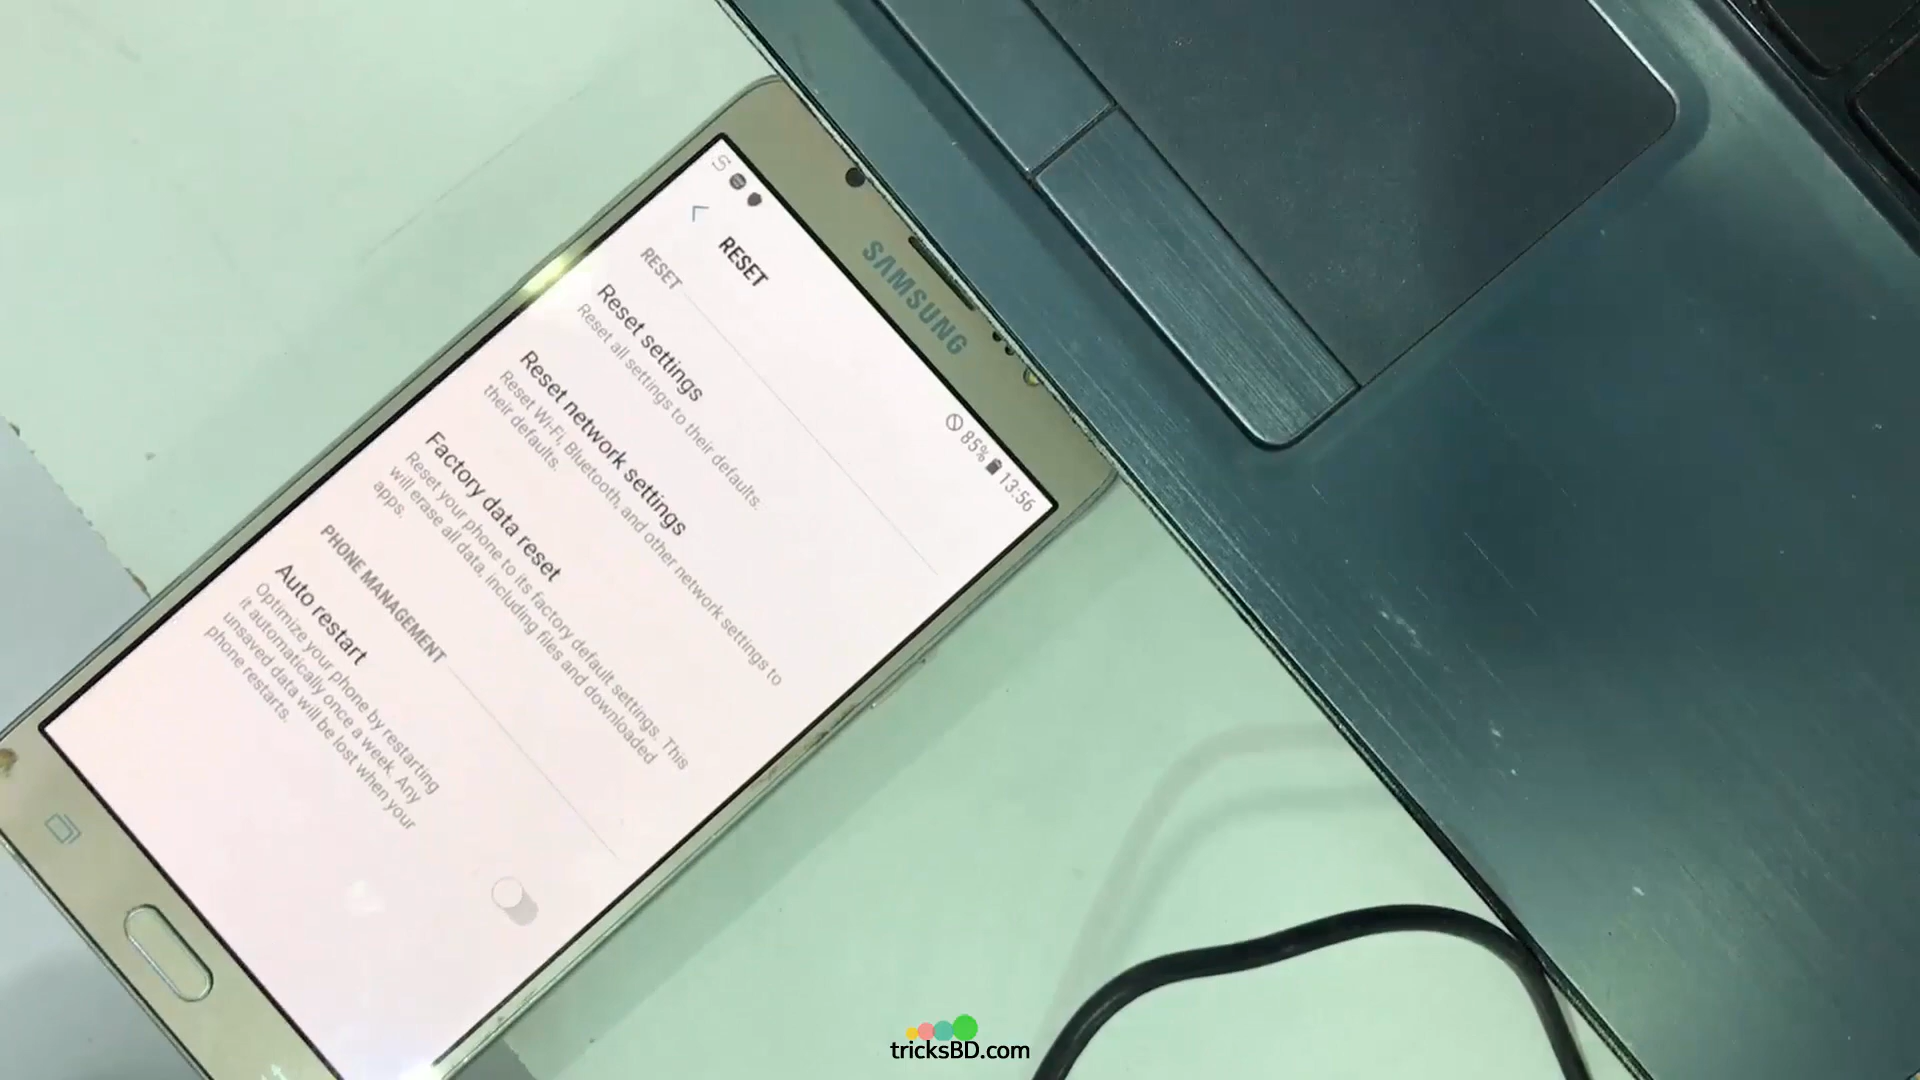 SAMSUNG
85% 13:56
RESET
RESET
Reset settings
Reset all settings to their defaults.
Reset network settings
Reset Wi-Fi, Bluetooth, and other network settings to
their defaults.
Factory data reset
Reset your phone to its factory default settings. This
will erase all data, including files and downloaded
apps.
PHONE MANAGEMENT
Auto restart
Optimize your phone by restarting
it automatically once a week. Any
unsaved data will be lost when your
phone restarts.
tricksBD.com